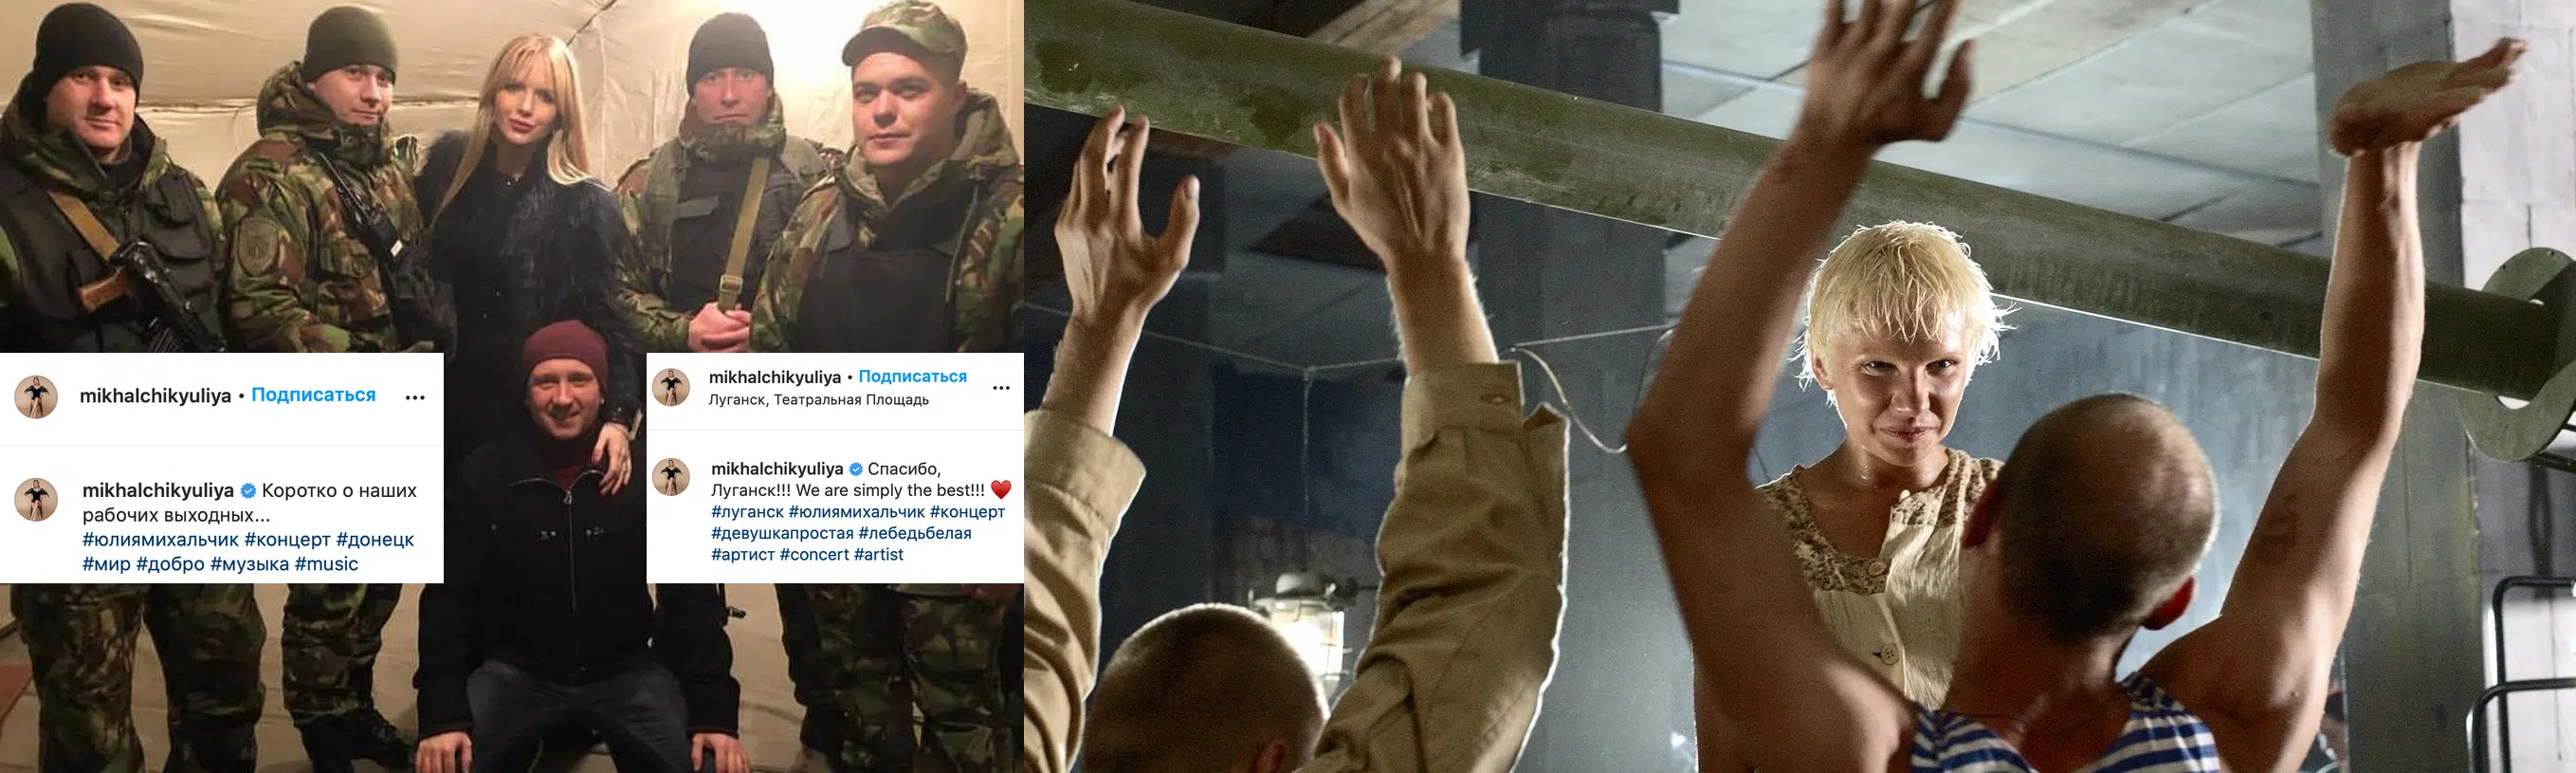 mikhalchikyuliya • Подписаться
mikhalchikyuliya Коротко о наших
рабочих выходных...
#юлиямихальчик #концерт #донецк
#мир #добро #музыка #music
mikhalchikyuliya • Подписаться
Луганск, Театральная Площадь
mikhalchikyuliya Спасибо,
Луганск!!! We are simply the best!!! ♥️
#луганск #юлиямихальчик #концерт
#девушкапростая #лебедьбелая
#артист #concert #artist